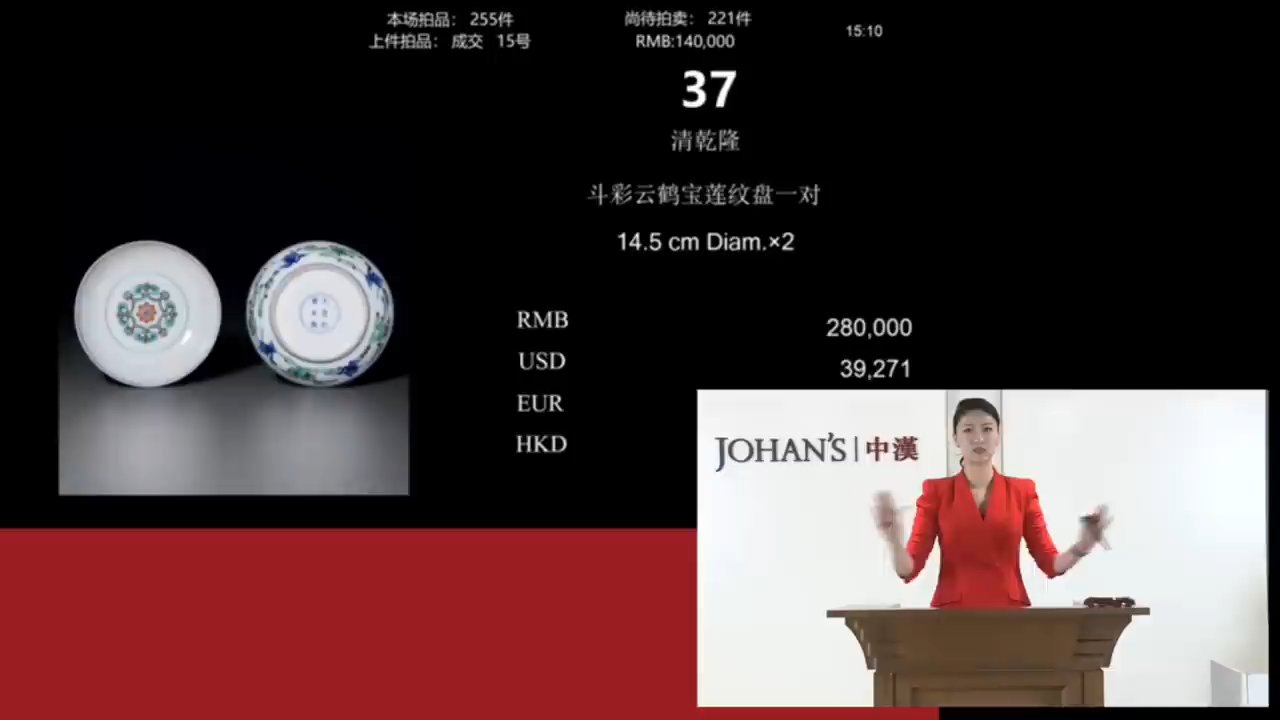 本场拍品： 255件
尚待拍卖： 221件
上件拍品： 成交 15号
RMB:140,000
15:10
37
清乾隆
斗彩云鹤宝莲纹盘一对
14.5 cm Diam.×2
RMB 280,000
USD 39,271
EUR
HKD
JOHAN'S | 中漢